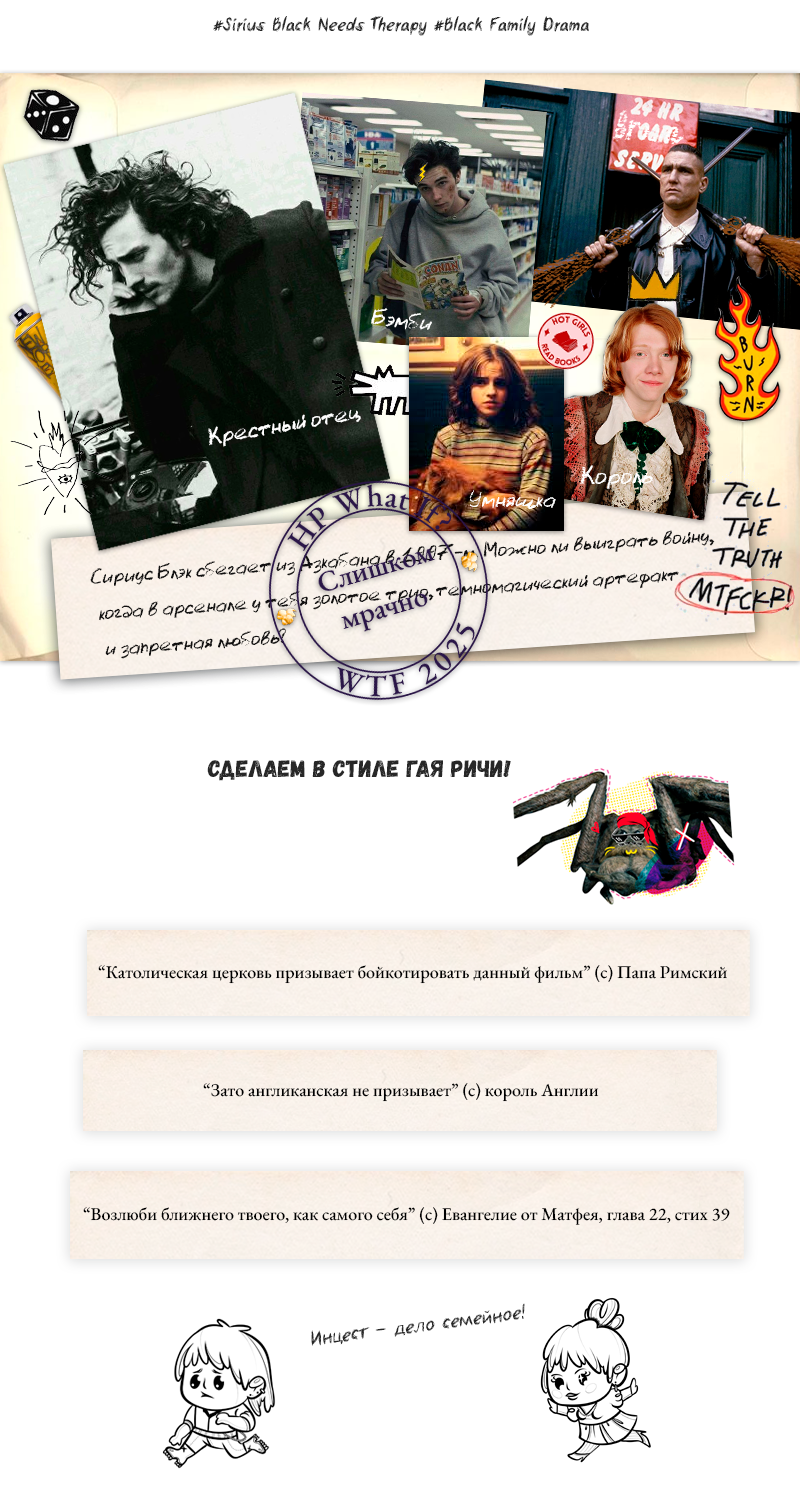 #Sirius Black Needs Therapy #Black Family Drama
24 HR
SERV
CONAN
Бэмби
HOT GIRLS
READ BOOKS
BURN
Крестный отец
Умняшка
Король
TELL
THE
TRUTH
MTFCKR!
HP What If?
Слишком
мрачно
WTF 2025
Сириус Блэк сбегает из Азкабана в 1997-м. Можно ли выиграть войну,
когда в арсенале у тебя золотое трио, темномагический артефакт
и запретная любовь?
СДЕЛАЕМ В СТИЛЕ ГАЯ РИЧИ!
“Католическая церковь призывает бойкотировать данный фильм” (с) Папа Римский
“Зато англиканская не призывает” (с) король Англии
“Возлюби ближнего твоего, как самого себя” (с) Евангелие от Матфея, глава 22, стих 39
Инцест – дело семейное!